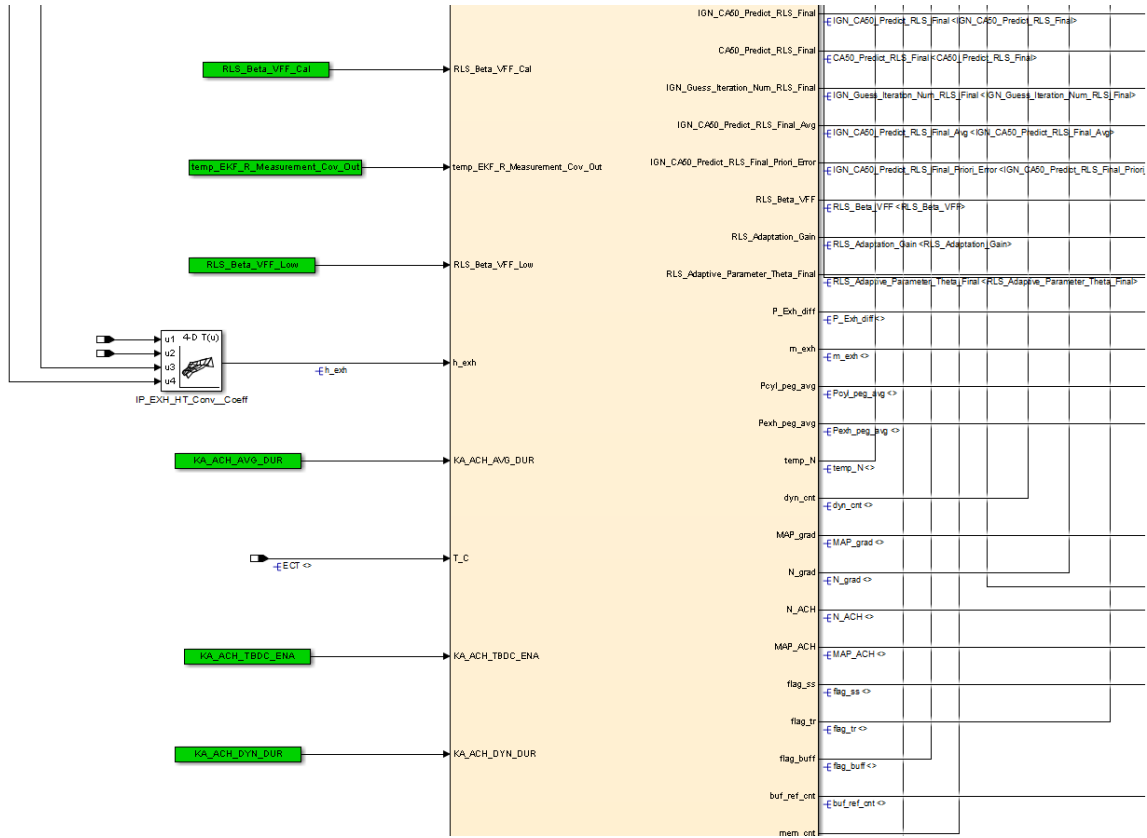 IGN_CA50_Predict_RLS_Final
IGN_CA50_Predict_RLS_Final <IGN_CA50_Predict_RLS_Final>
CA50_Predict_RLS_Final
CA50_Predict_RLS_Final <CA50_Predict_RLS_Final>
RLS_Beta_VFF_Cal
RLS_Beta_VFF_Cal
IGN_Guess_Iteration_Num_RLS_Final
IGN_Guess_Iteration_Num_RLS_Final <IGN_Guess_Iteration_Num_RLS_Final>
IGN_CA50_Predict_RLS_Final_Avg
IGN_CA50_Predict_RLS_Final_Avg <IGN_CA50_Predict_RLS_Final_Avg>
IGN_CA50_Predict_RLS_Final_Priori_Error
IGN_CA50_Predict_RLS_Final_Priori_Error <IGN_CA50_Predict_RLS_Final_Priori_
temp_EKF_R_Measurement_Cov_Out
temp_EKF_R_Measurement_Cov_Out
RLS_Beta_VFF
RLS_Beta_VFF <RLS_Beta_VFF>
RLS_Adaptation_Gain
RLS_Adaptation_Gain <RLS_Adaptation_Gain>
RLS_Beta_VFF_Low
RLS_Beta_VFF_Low
RLS_Adaptive_Parameter_Theta_Final
RLS_Adaptive_Parameter_Theta_Final <RLS_Adaptive_Parameter_Theta_Final>
P_Exh_diff
P_Exh_diff <>
u1 4-D T(u)
u2
u3
u4
IP_EXH_HT_Conv__Coeff
h_exh
h_exh
m_exh
m_exh <>
Pcyl_peg_avg
Pcyl_peg_avg <>
Pexh_peg_avg
Pexh_peg_avg <>
KA_ACH_AVG_DUR
KA_ACH_AVG_DUR
temp_N
temp_N <>
dyn_cnt
dyn_cnt <>
MAP_grad
MAP_grad <>
ECT <>
T_C
N_grad
N_grad <>
N_ACH
N_ACH <>
MAP_ACH
MAP_ACH <>
KA_ACH_TBDC_ENA
KA_ACH_TBDC_ENA
flag_ss
flag_ss <>
flag_tr
flag_tr <>
KA_ACH_DYN_DUR
KA_ACH_DYN_DUR
flag_buff
flag_buff <>
buf_ref_cnt
buf_ref_cnt <>
mem_cnt